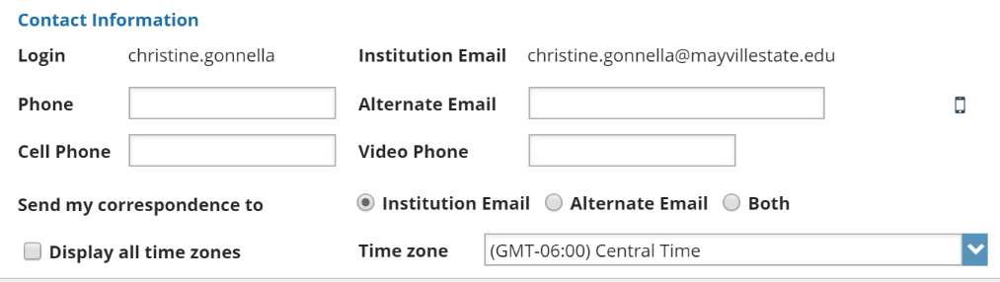 Contact Information
Login christine.gonnella Institution Email christine.gonnella@mayvillestate.edu
Phone Alternate Email
Cell Phone Video Phone
Send my correspondence to Institution Email Alternate Email Both
Display all time zones Time zone (GMT-06:00) Central Time